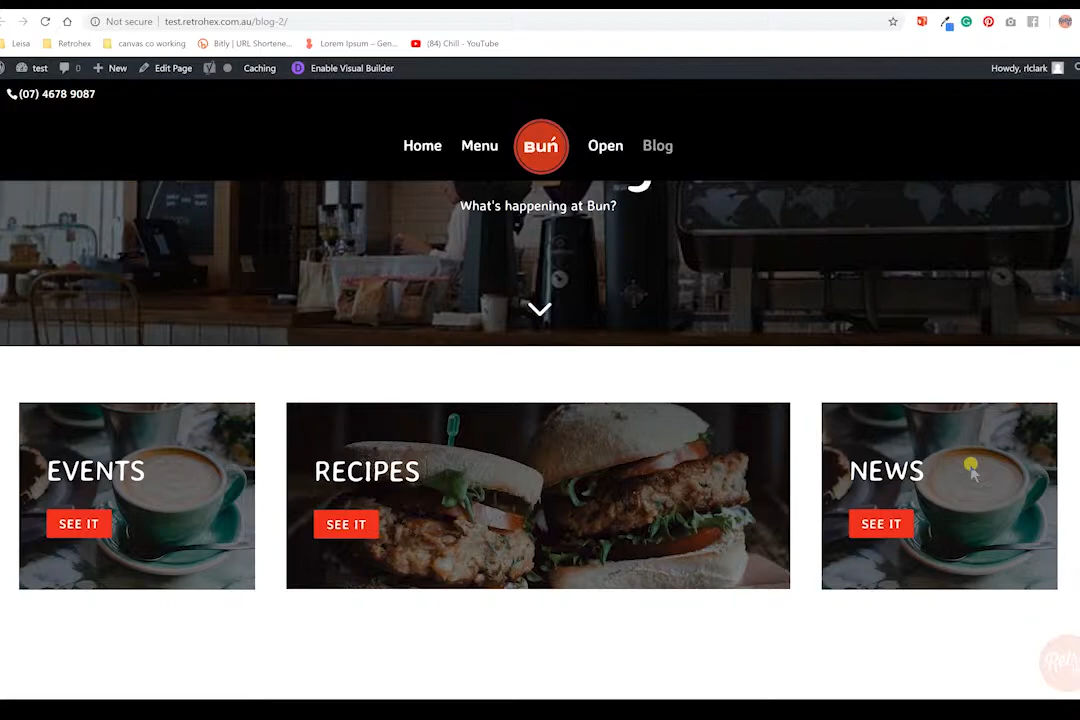 Not secure test.retrohex.com.au/blog-2/
Leisa Retrohex canvas co working Bitly | URL Shortene... Lorem Ipsum – Gen... (84) Chill - YouTube
test 0 New Edit Page Caching D Enable Visual Builder Howdy, rlclark
(07) 4678 9087
Home Menu Buń Open Blog
What's happening at Bun?
EVENTS RECIPES NEWS
SEE IT SEE IT SEE IT